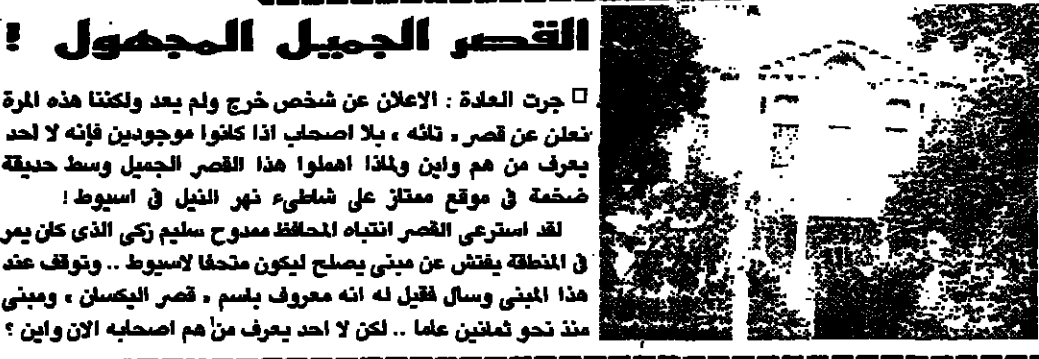 القصر الجميل المجهول !
□ جرت العادة : الاعلان عن شخص خرج ولم يعد ولكننا هذه المرة
نعلن عن قصر « تائه » بلا اصحاب اذا كانوا موجودين فإنه لا احد
يعرف من هم واين ولماذا اهملوا هذا القصر الجميل وسط حديقة
ضخمة فى موقع ممتاز على شاطىء نهر النيل فى اسيوط !
لقد استرعى القصر انتباه المحافظ ممدوح سليم زكى الذى كان يمر
فى المنطقة يفتش عن مبنى يصلح ليكون متحفا لاسيوط .. وتوقف عند
هذا المبنى وسال فقيل له انه معروف باسم « قصر اليكسان » ومبنى
منذ نحو ثمانين عاما .. لكن لا احد يعرف من هم اصحابه الان واين ؟